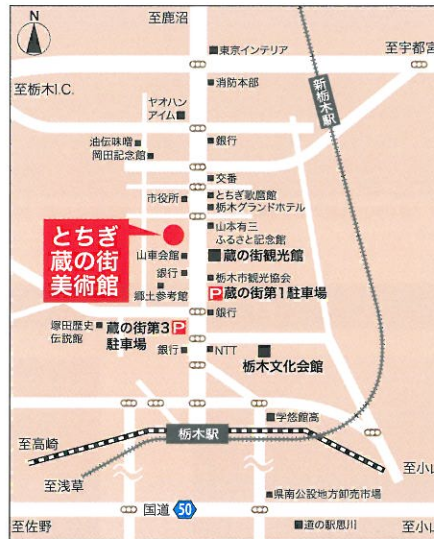 N
至鹿沼
東京インテリア
至宇都宮
消防本部
至栃木I.C.
ヤオハン
アイム
新栃木駅
油伝味噌
岡田記念館
銀行
交番
とちぎ歌麿館
栃木グランドホテル
市役所
とちぎ
蔵の街
美術館
山本有三
ふるさと記念館
山車会館
蔵の街観光館
銀行
栃木市観光協会
郷土参考館
P蔵の街第1駐車場
銀行
塚田歴史
伝説館
蔵の街第3P
駐車場
銀行
NTT
栃木文化会館
学悠館高
栃木駅
至高崎
至浅草
至小山
県南公設地方卸売市場
国道50
至佐野
道の駅思川
至小山